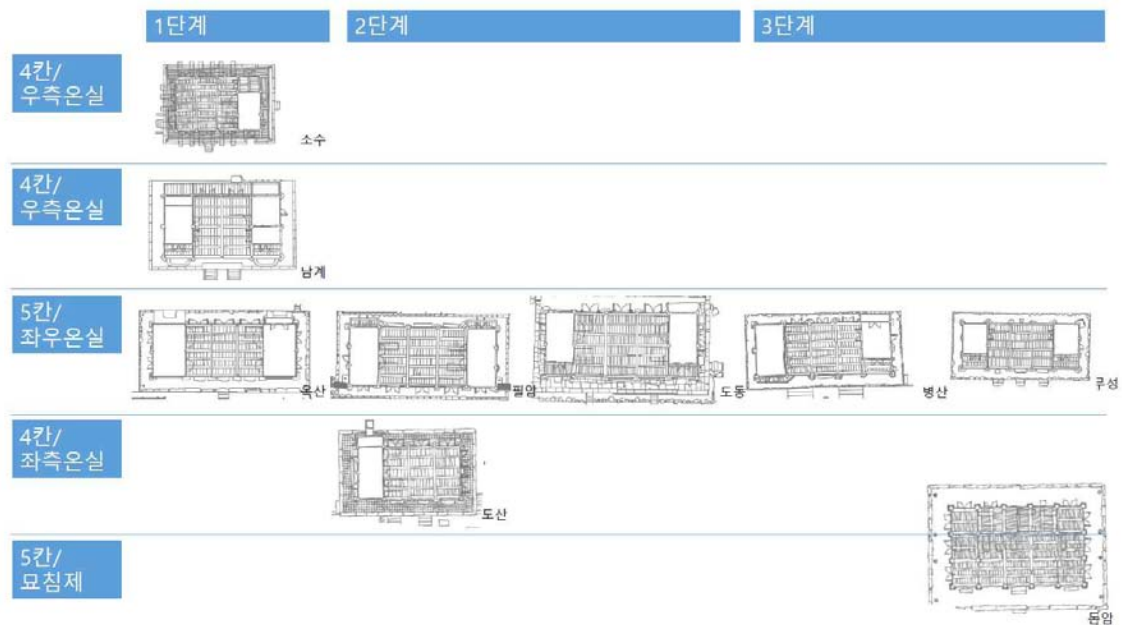 1단계
2단계
3단계
4칸/
우측온실
소수
4칸/
우측온실
남계
5칸/
좌우온실
옥산
필암
도동
병산
무성
4칸/
좌측온실
도산
5칸/
묘침제
돈암